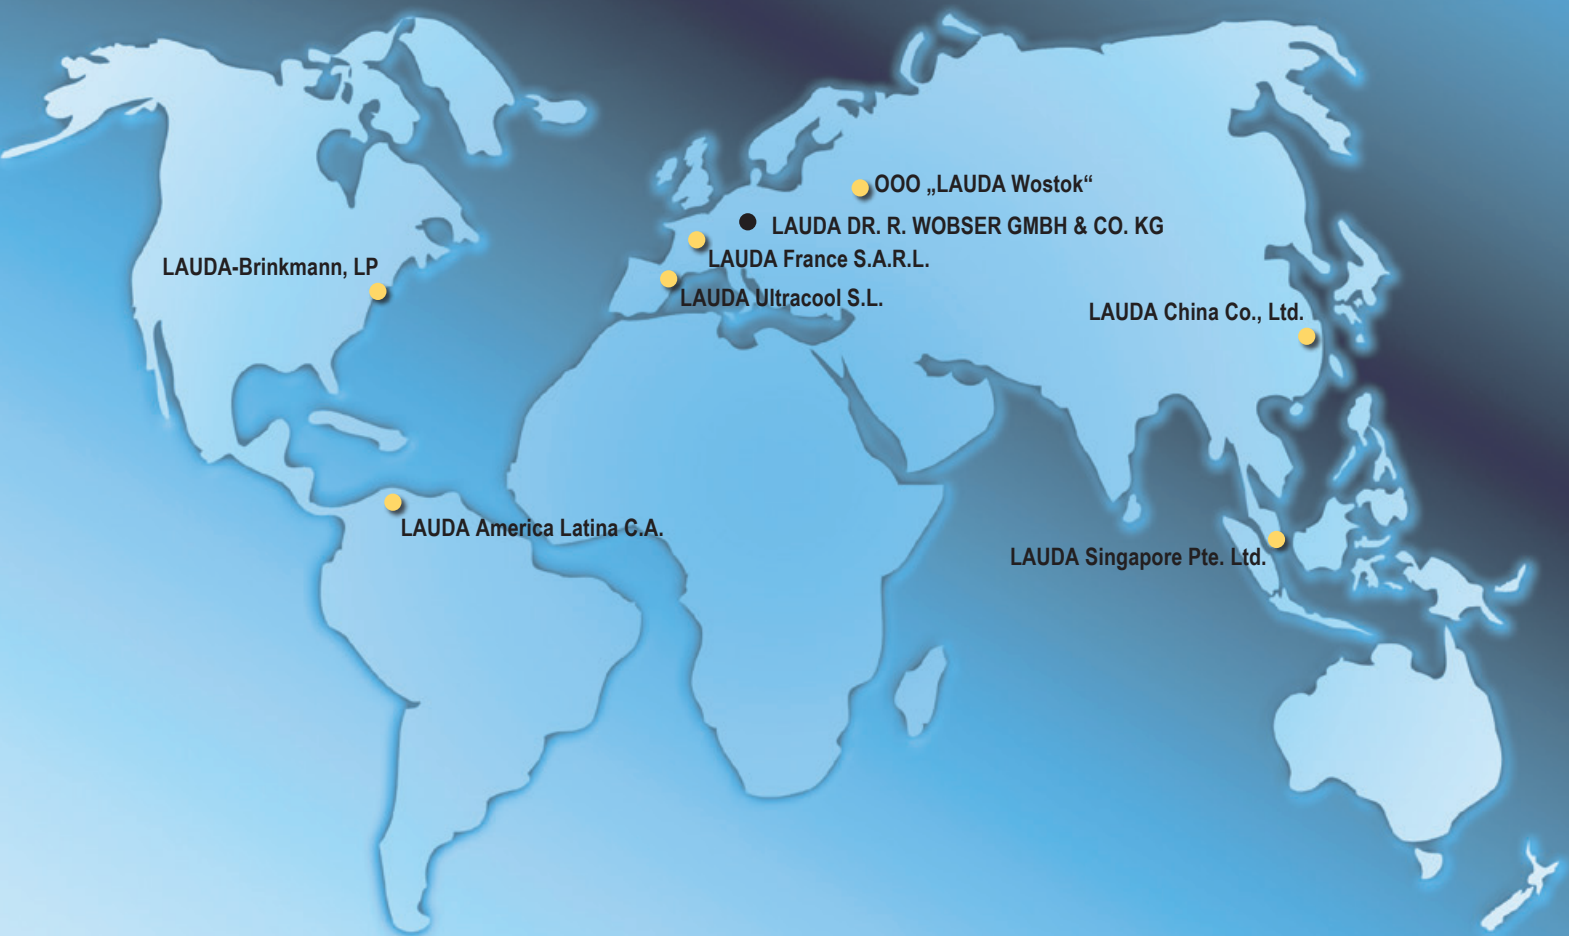 OOO „LAUDA Wostok“
LAUDA DR. R. WOBSER GMBH & CO. KG
LAUDA France S.A.R.L.
LAUDA-Brinkmann, LP
LAUDA Ultracool S.L.
LAUDA China Co., Ltd.
LAUDA America Latina C.A.
LAUDA Singapore Pte. Ltd.